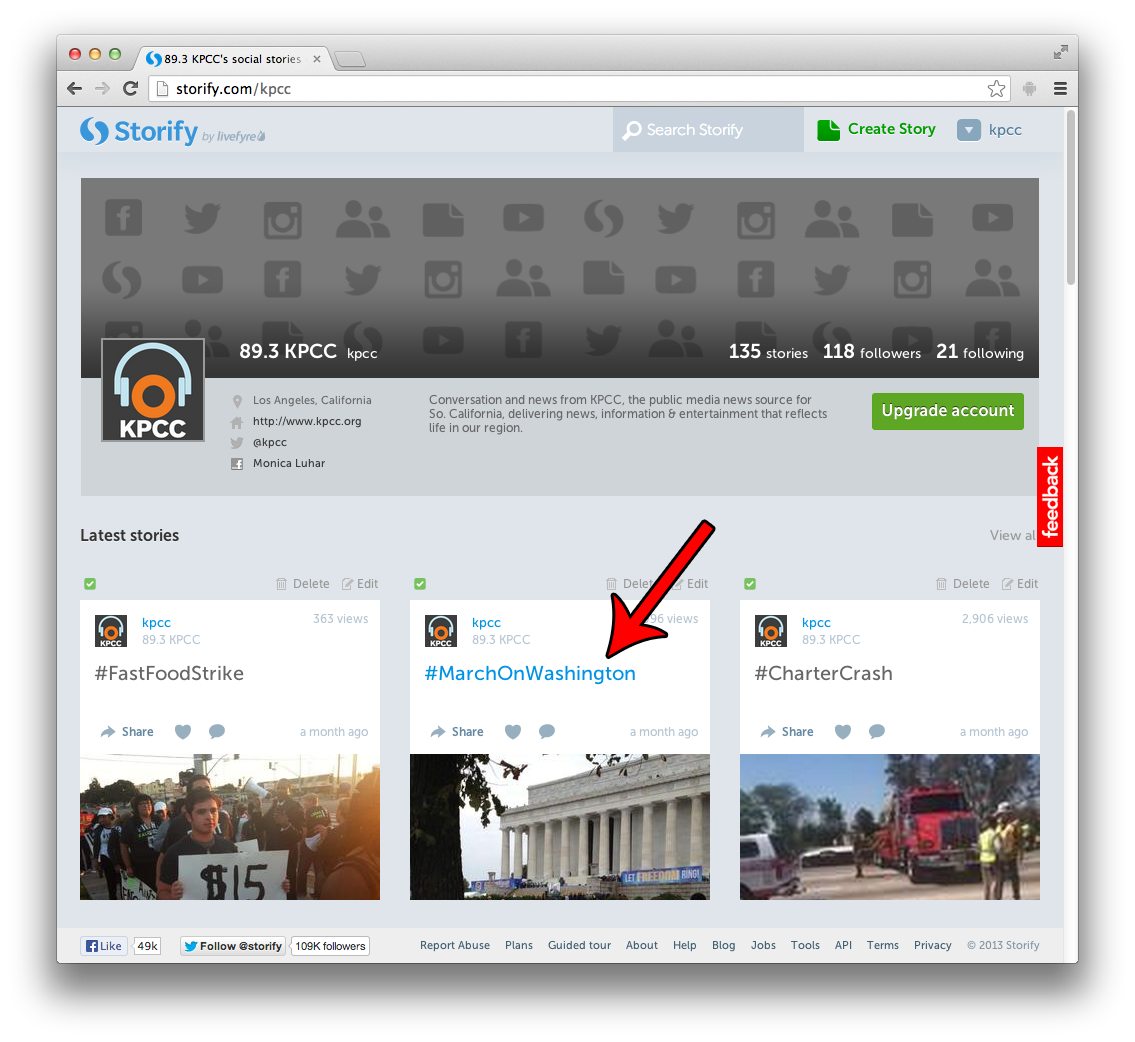 89.3 KPCC's social stories
storify.com/kpcc
Storify by livefyre
Search Storify
Create Story
kpcc
89.3 KPCC kpcc
135 stories 118 followers 21 following
KPCC
Los Angeles, California
http://www.kpcc.org
@kpcc
Monica Luhar
Conversation and news from KPCC, the public media news source for
So. California, delivering news, information & entertainment that reflects
life in our region.
Upgrade account
feedback
Latest stories
View al
Delete Edit
KPCC
kpcc
89.3 KPCC
363 views
#FastFoodStrike
Share
a month ago
$15
Delet Edit
KPCC
kpcc
89.3 KPCC
96 views
#MarchOnWashington
Share
a month ago
LET FREEDOM RING!
Delete Edit
KPCC
kpcc
89.3 KPCC
2,906 views
#CharterCrash
Share
a month ago
Like 49k
Follow @storify 109K followers
Report Abuse Plans Guided tour About Help Blog Jobs Tools API Terms Privacy © 2013 Storify